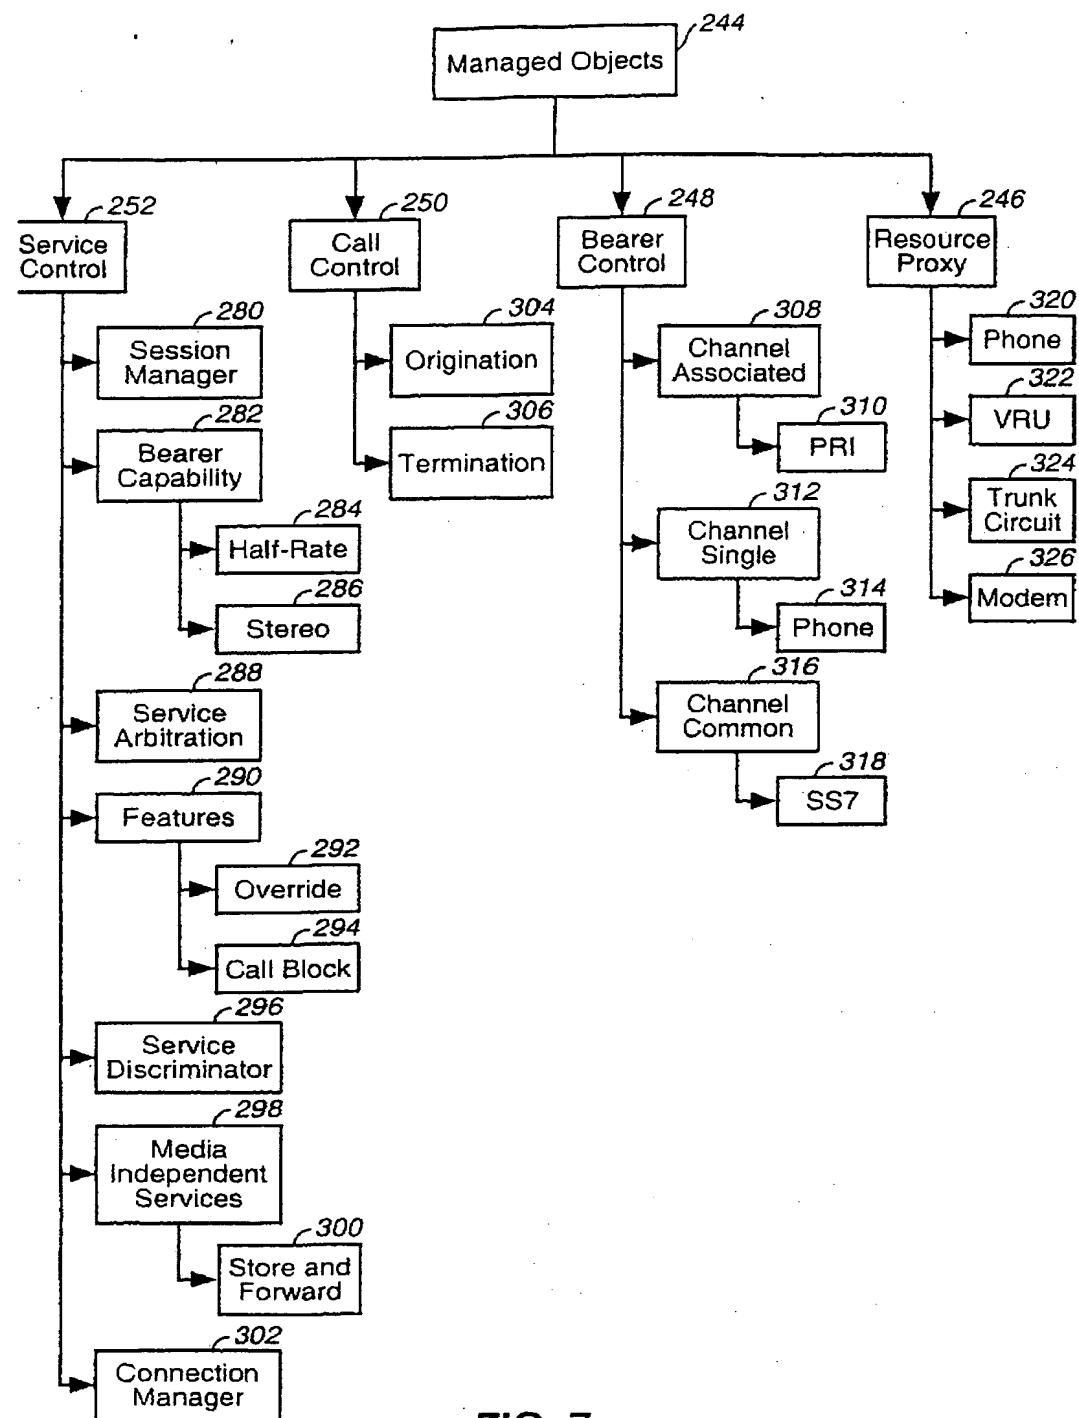 244
Managed Objects
252
Service
Control
250
Call
Control
248
Bearer
Control
246
Resource
Proxy
280
Session
Manager
282
Bearer
Capability
284
Half-Rate
286
Stereo
288
Service
Arbitration
290
Features
292
Override
294
Call Block
296
Service
Discriminator
298
Media
Independent
Services
300
Store and
Forward
302
Connection
Manager
304
Origination
306
Termination
308
Channel
Associated
310
PRI
312
Channel
Single
314
Phone
316
Channel
Common
318
SS7
320
Phone
322
VRU
324
Trunk
Circuit
326
Modem
FIG. 7